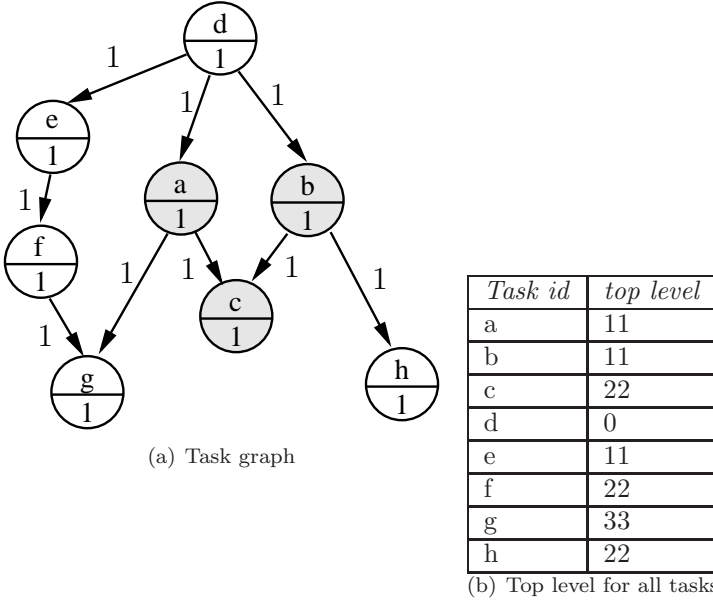 d
1
1
1
1
e
1
a
1
b
1
1
f
1
1
1
1
1
c
1
1
g
1
h
1
(a) Task graph
Task id top level
a 11
b 11
c 22
d 0
e 11
f 22
g 33
h 22
(b) Top level for all tasks